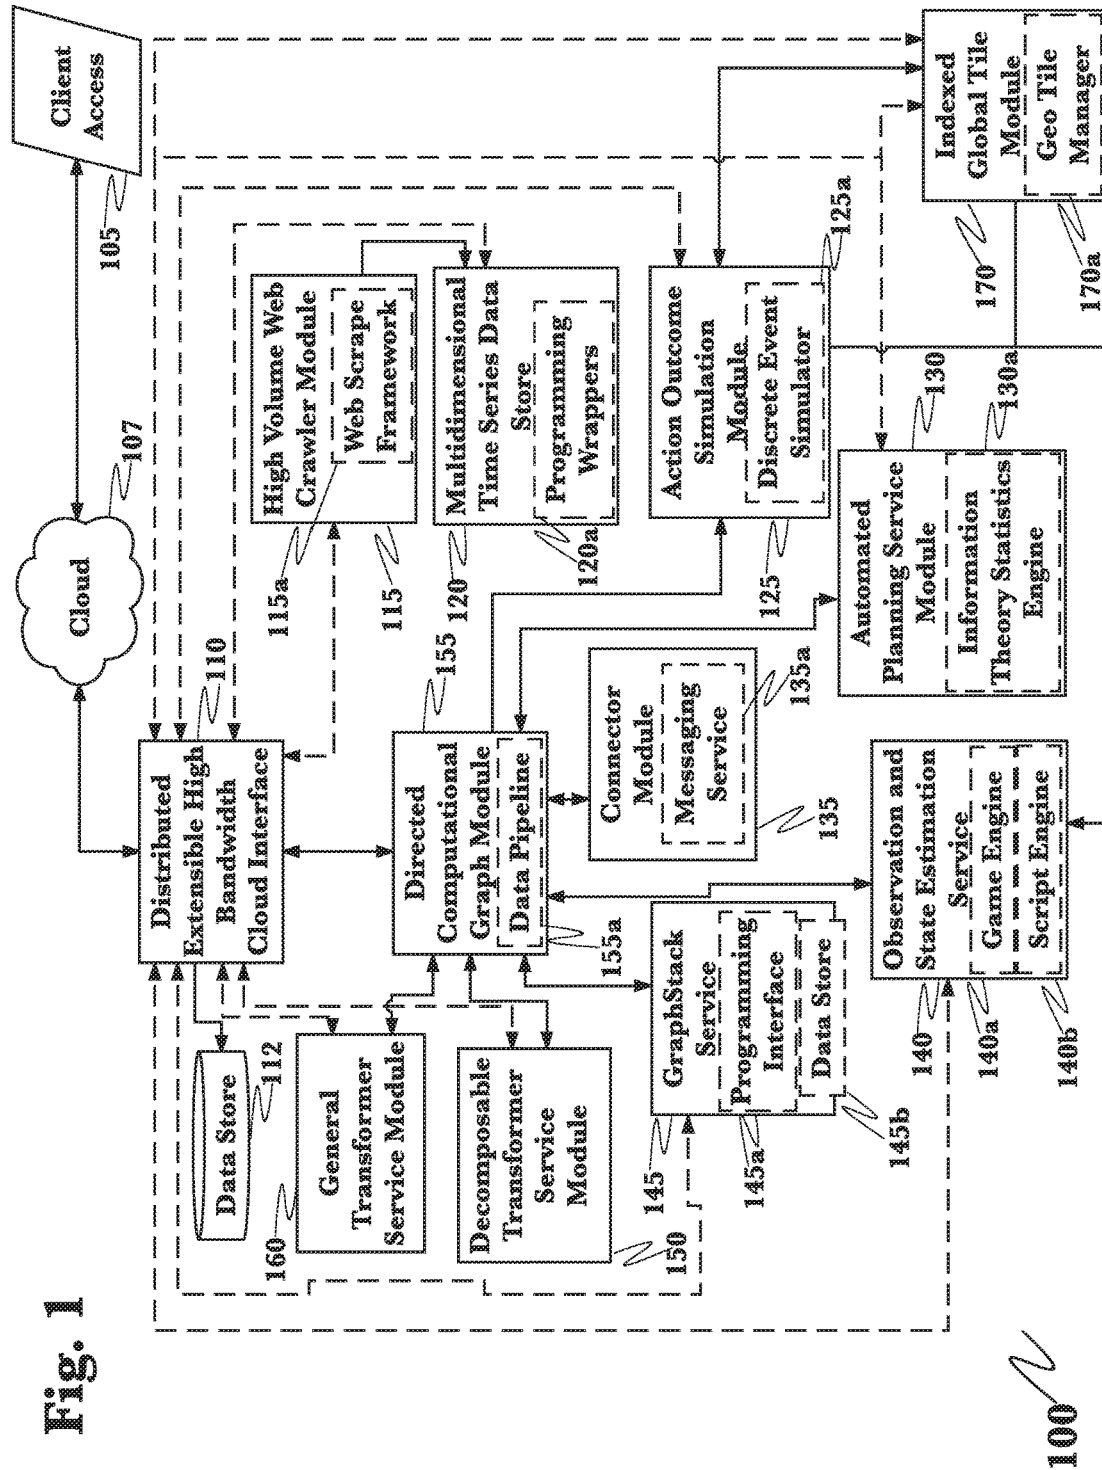 Fig. 1
100
Client
Access
105
Cloud
107
Distributed
Extensible High
Bandwidth
Cloud Interface
110
Data Store
112
High Volume Web
Crawler Module
Web Scrape
Framework
115a
115
Multidimensional
Time Series Data
Store
Programming
Wrappers
120
120a
General
Transformer
Service Module
160
Directed
Computational
Graph Module
Data Pipeline
155
155a
Decomposable
Transformer
Service
Module
150
Connector
Module
Messaging
Service
135
135a
Action Outcome
Simulation
Module
Discrete Event
Simulator
125
125a
GraphStack
Service
Programming
Interface
Data Store
145
145a
145b
Automated
Planning Service
Module
Information
Theory Statistics
Engine
130
130a
Observation and
State Estimation
Service
Game Engine
Script Engine
140
140a
140b
Indexed
Global Tile
Module
Geo Tile
Manager
170
170a